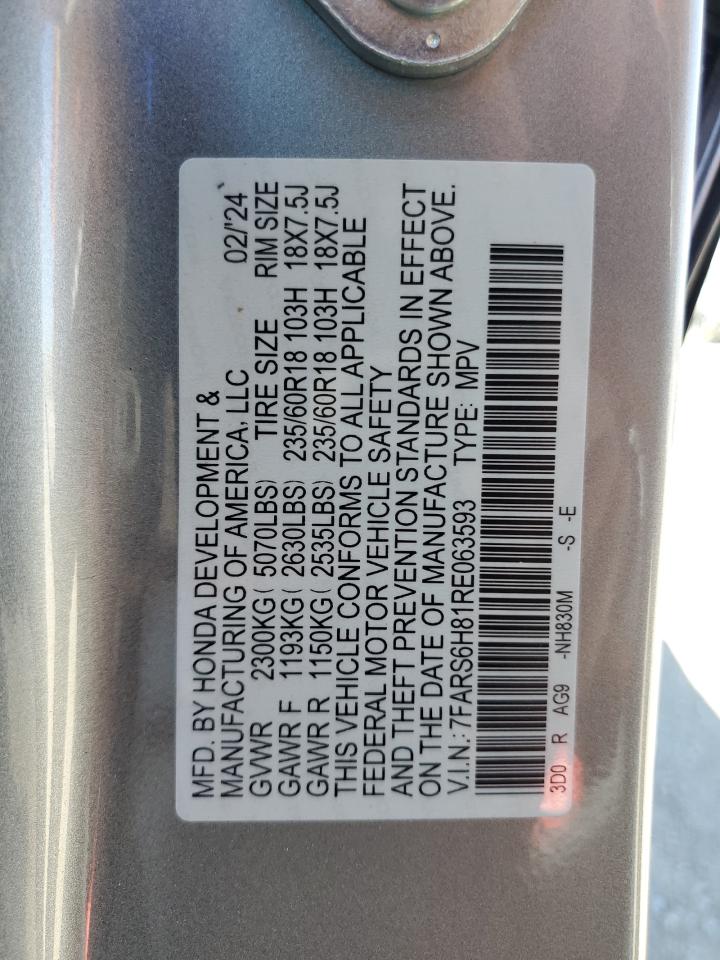 MFD. BY HONDA DEVELOPMENT &
MANUFACTURING OF AMERICA, LLC 02/"24
GVWR 2300KG( 5070LBS) TIRE SIZE RIM SIZE
GAWR F 1193KG( 2630LBS) 235/60R18 103H 18X7.5J
GAWR R 1150KG( 2535LBS) 235/60R18 103H 18X7.5J
THIS VEHICLE CONFORMS TO ALL APPLICABLE
FEDERAL MOTOR VEHICLE SAFETY
AND THEFT PREVENTION STANDARDS IN EFFECT
ON THE DATE OF MANUFACTURE SHOWN ABOVE.
V.I.N.: 7FARS6H81RE063593 TYPE: MPV
3D0 R AG9 -NH830M -S -E